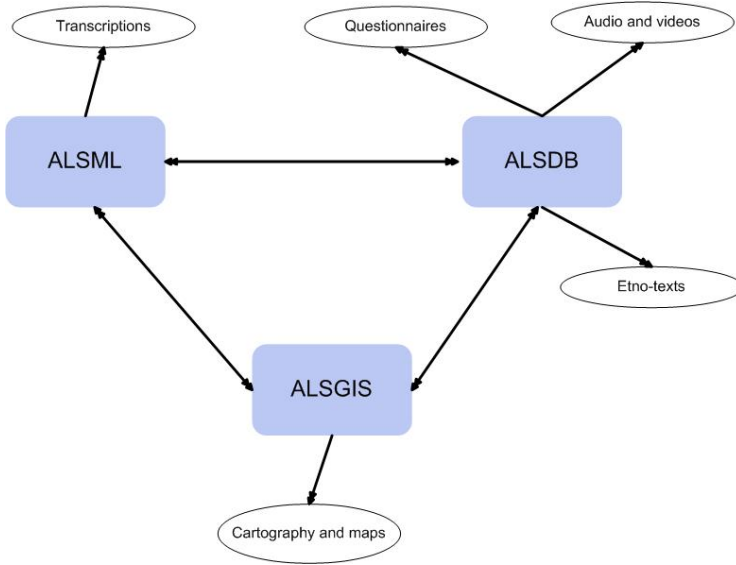 Transcriptions
Questionnaires
Audio and videos
ALSML
ALSDB
Etno-texts
ALSGIS
Cartography and maps